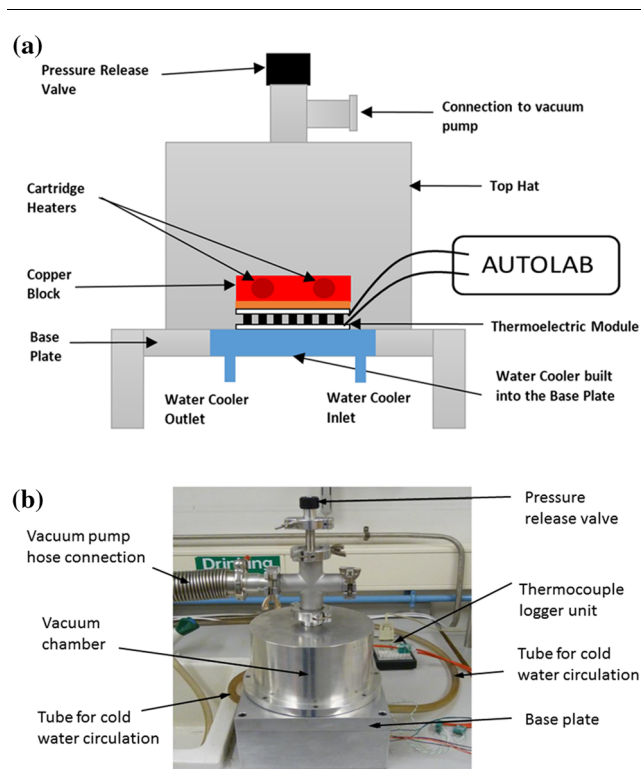 (a)
Pressure Release
Valve
Connection to vacuum
pump
Cartridge
Heaters
Top Hat
Copper
Block
AUTOLAB
Base
Plate
Thermoelectric Module
Water Cooler
Outlet
Water Cooler
Inlet
Water Cooler built
into the Base Plate
(b)
Vacuum pump
hose connection
Pressure
release valve
Drinking
Thermocouple
logger unit
Vacuum
chamber
Tube for cold
water circulation
Tube for cold
water circulation
Base plate